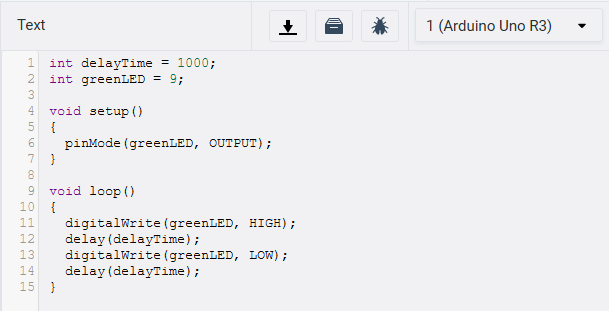 Text
1 (Arduino Uno R3)
1 int delayTime = 1000;
2 int greenLED = 9;
3
4 void setup()
5 {
6   pinMode(greenLED, OUTPUT);
7 }
8
9 void loop()
10 {
11   digitalWrite(greenLED, HIGH);
12   delay(delayTime);
13   digitalWrite(greenLED, LOW);
14   delay(delayTime);
15 }